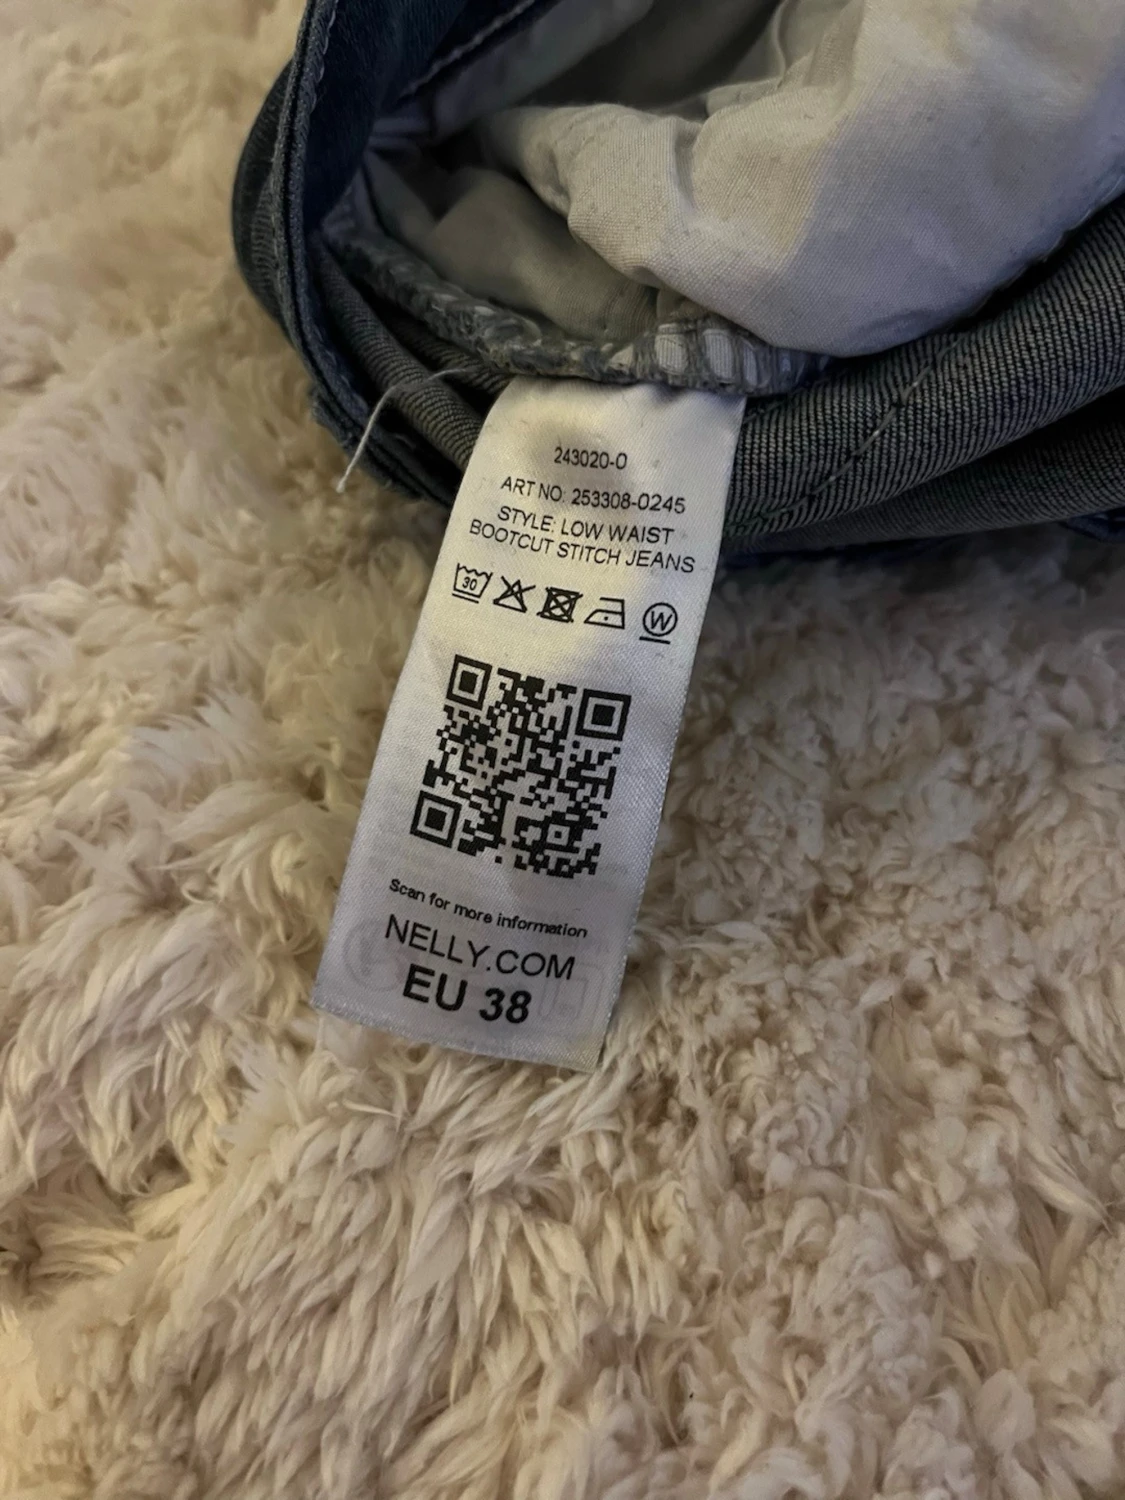 243020-0
ART NO. 253308-0245
STYLE: LOW WAIST
BOOTCUT STITCH JEANS
30
W
Scan for more information
NELLY.COM
EU 38